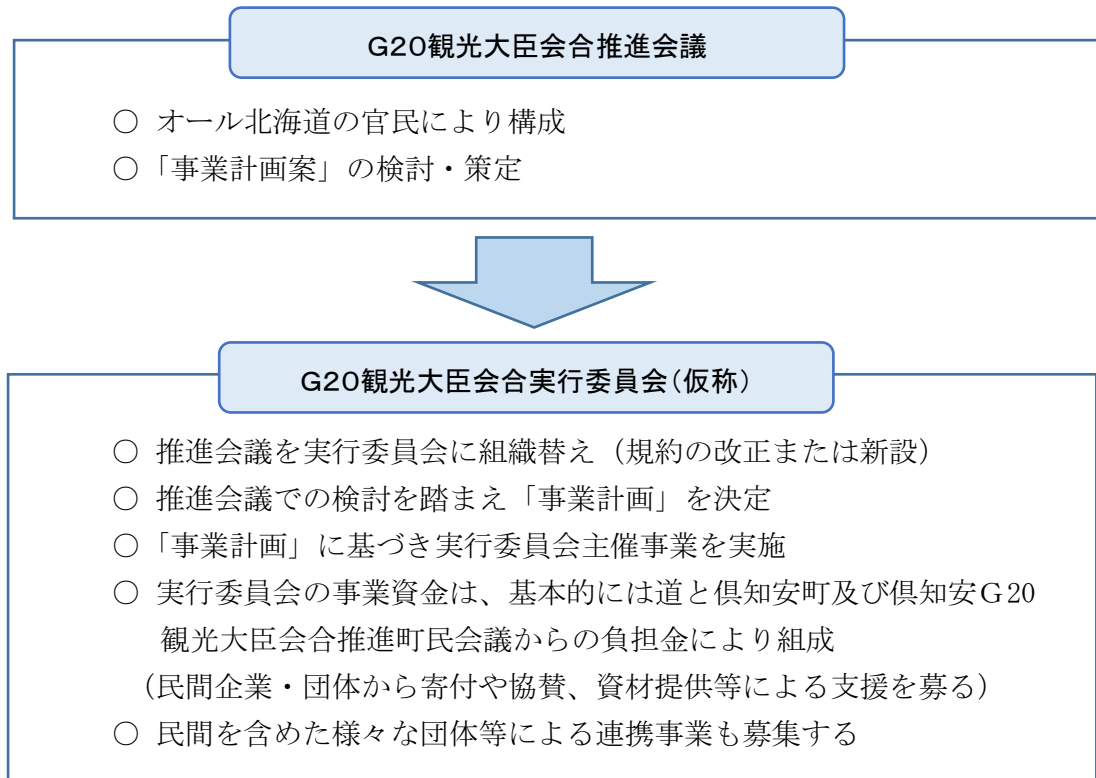 G20観光大臣会合推進会議
○ オール北海道の官民により構成
○「事業計画案」の検討・策定
G20観光大臣会合実行委員会(仮称)
○ 推進会議を実行委員会に組織替え（規約の改正または新設）
○ 推進会議での検討を踏まえ「事業計画」を決定
○「事業計画」に基づき実行委員会主催事業を実施
○ 実行委員会の事業資金は、基本的には道と倶知安町及び倶知安Ｇ20
観光大臣会合推進町民会議からの負担金により組成
（民間企業・団体から寄付や協賛、資材提供等による支援を募る）
○ 民間を含めた様々な団体等による連携事業も募集する